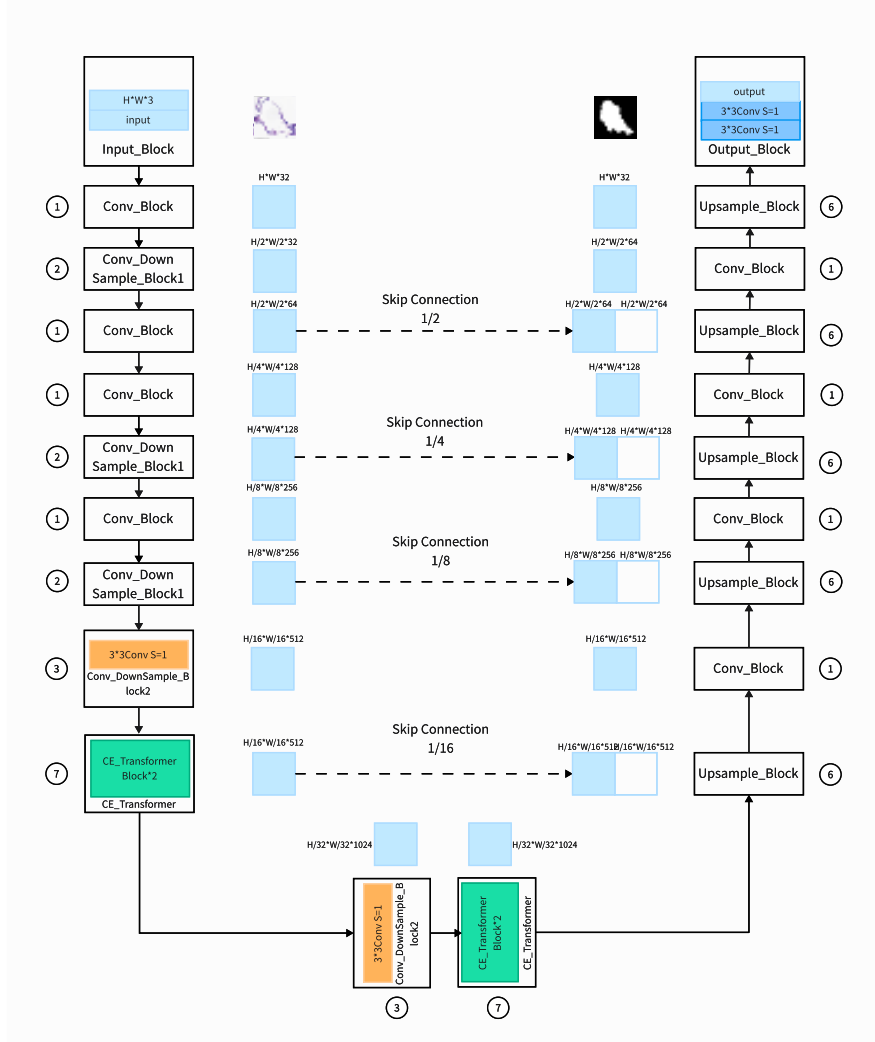 H*W*3
input
Input_Block
output
3*3Conv S=1
3*3Conv S=1
Output_Block
1
Conv_Block
H*W*32
H*W*32
Upsample_Block
6
2
Conv_Down
Sample_Block1
H/2*W/2*32
H/2*W/2*64
Conv_Block
1
1
Conv_Block
H/2*W/2*64
Skip Connection
1/2
H/2*W/2*64
H/2*W/2*64
Upsample_Block
6
1
Conv_Block
H/4*W/4*128
H/4*W/4*128
Conv_Block
1
2
Conv_Down
Sample_Block1
H/4*W/4*128
Skip Connection
1/4
H/4*W/4*128
H/4*W/4*128
Upsample_Block
6
1
Conv_Block
H/8*W/8*256
H/8*W/8*256
Conv_Block
1
2
Conv_Down
Sample_Block1
H/8*W/8*256
Skip Connection
1/8
H/8*W/8*256
H/8*W/8*256
Upsample_Block
6
3
3*3Conv S=1
Conv_DownSample_B
lock2
H/16*W/16*512
H/16*W/16*512
Conv_Block
1
7
CE_Transformer
Block*2
CE_Transformer
H/16*W/16*512
Skip Connection
1/16
H/16*W/16*512
H/16*W/16*512
Upsample_Block
6
H/32*W/32*1024
H/32*W/32*1024
3*3Conv S=1
Conv_DownSample_B
lock2
CE_Transformer
Block*2
CE_Transformer
3
7